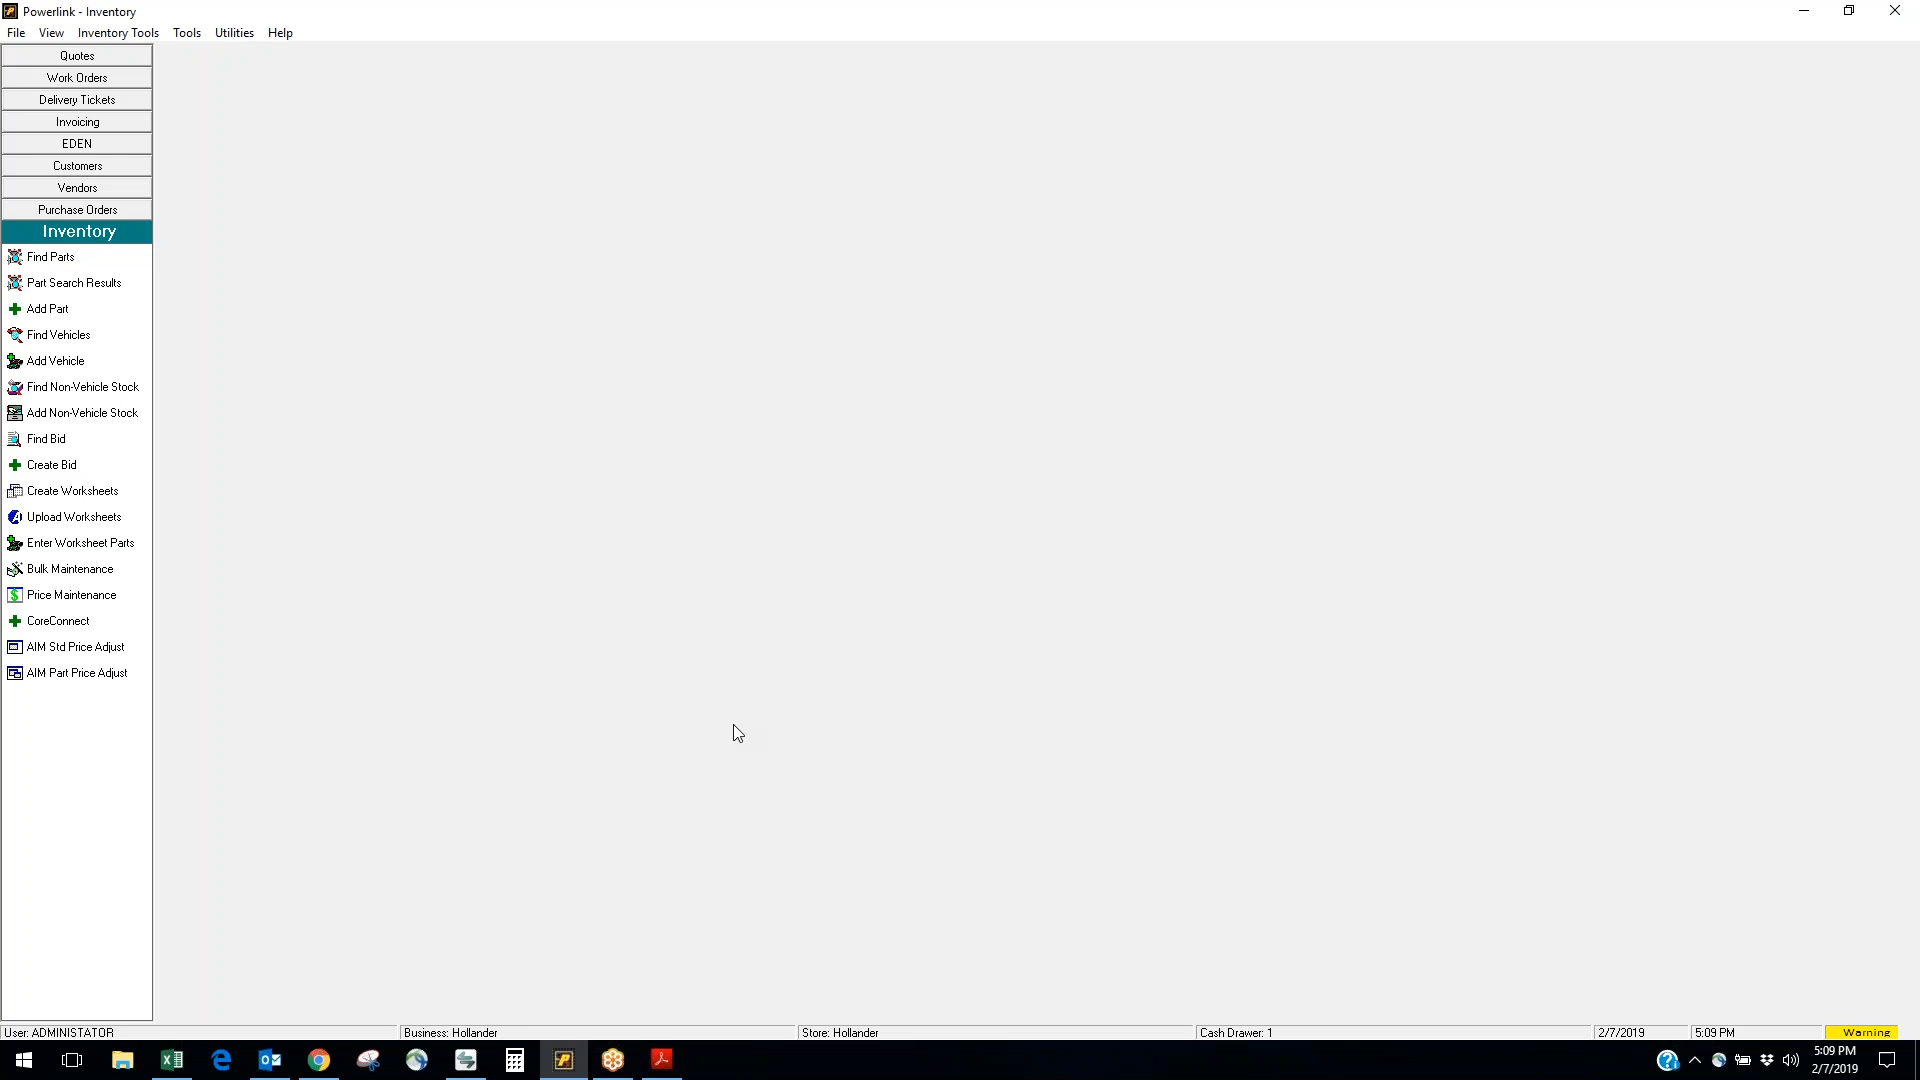 Powerlink - Inventory
File View Inventory Tools Tools Utilities Help
Quotes
Work Orders
Delivery Tickets
Invoicing
EDEN
Customers
Vendors
Purchase Orders
Inventory
Find Parts
Part Search Results
Add Part
Find Vehicles
Add Vehicle
Find Non-Vehicle Stock
Add Non-Vehicle Stock
Find Bid
Create Bid
Create Worksheets
Upload Worksheets
Enter Worksheet Parts
Bulk Maintenance
Price Maintenance
CoreConnect
AIM Std Price Adjust
AIM Part Price Adjust
User: ADMINISTATOR Business: Hollander Store: Hollander Cash Drawer: 1 2/7/2019 5:09 PM Warning
5:09 PM
2/7/2019